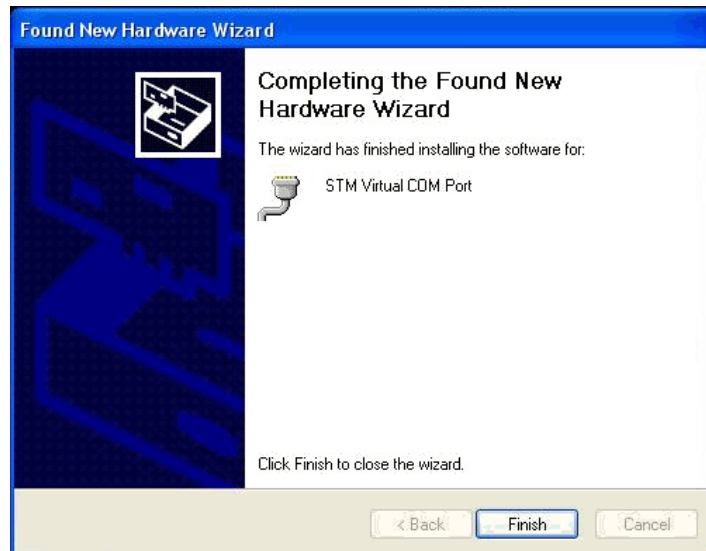 Found New Hardware Wizard
Completing the Found New
Hardware Wizard
The wizard has finished installing the software for:
STM Virtual COM Port
Click Finish to close the wizard.
< Back
Finish
Cancel